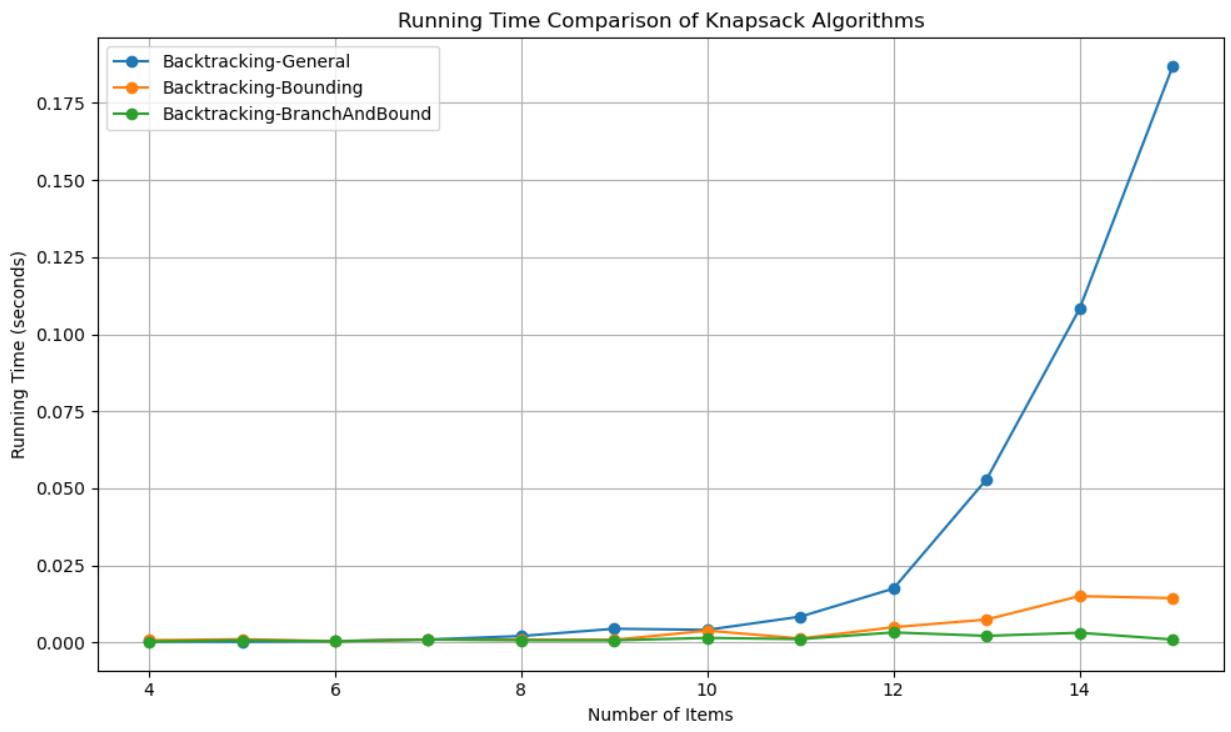 Running Time Comparison of Knapsack Algorithms
Backtracking-General
Backtracking-Bounding
Backtracking-BranchAndBound
Running Time (seconds)
0.175
0.150
0.125
0.100
0.075
0.050
0.025
0.000
4 6 8 10 12 14
Number of Items